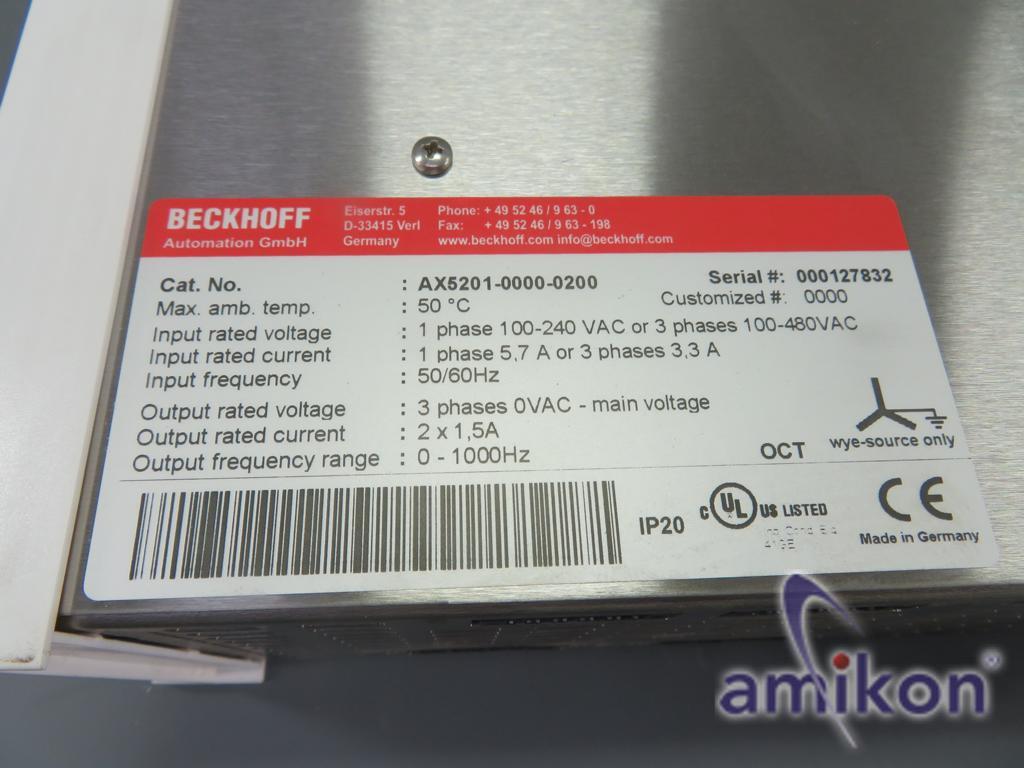 BECKHOFF
Automation GmbH
Eiserstr. 5
D-33415 Verl
Germany
Phone: + 49 52 46 / 9 63 - 0
Fax: + 49 52 46 / 9 63 - 198
www.beckhoff.com info@beckhoff.com
Cat. No. : AX5201-0000-0200
Serial #: 000127832
Max. amb. temp. : 50 °C
Customized #: 0000
Input rated voltage : 1 phase 100-240 VAC or 3 phases 100-480VAC
Input rated current : 1 phase 5,7 A or 3 phases 3,3 A
Input frequency : 50/60Hz
Output rated voltage : 3 phases 0VAC - main voltage
Output rated current : 2 x 1,5A
Output frequency range : 0 - 1000Hz
OCT
wye-source only
IP20
c UL US LISTED
CE
Made in Germany
amikon®